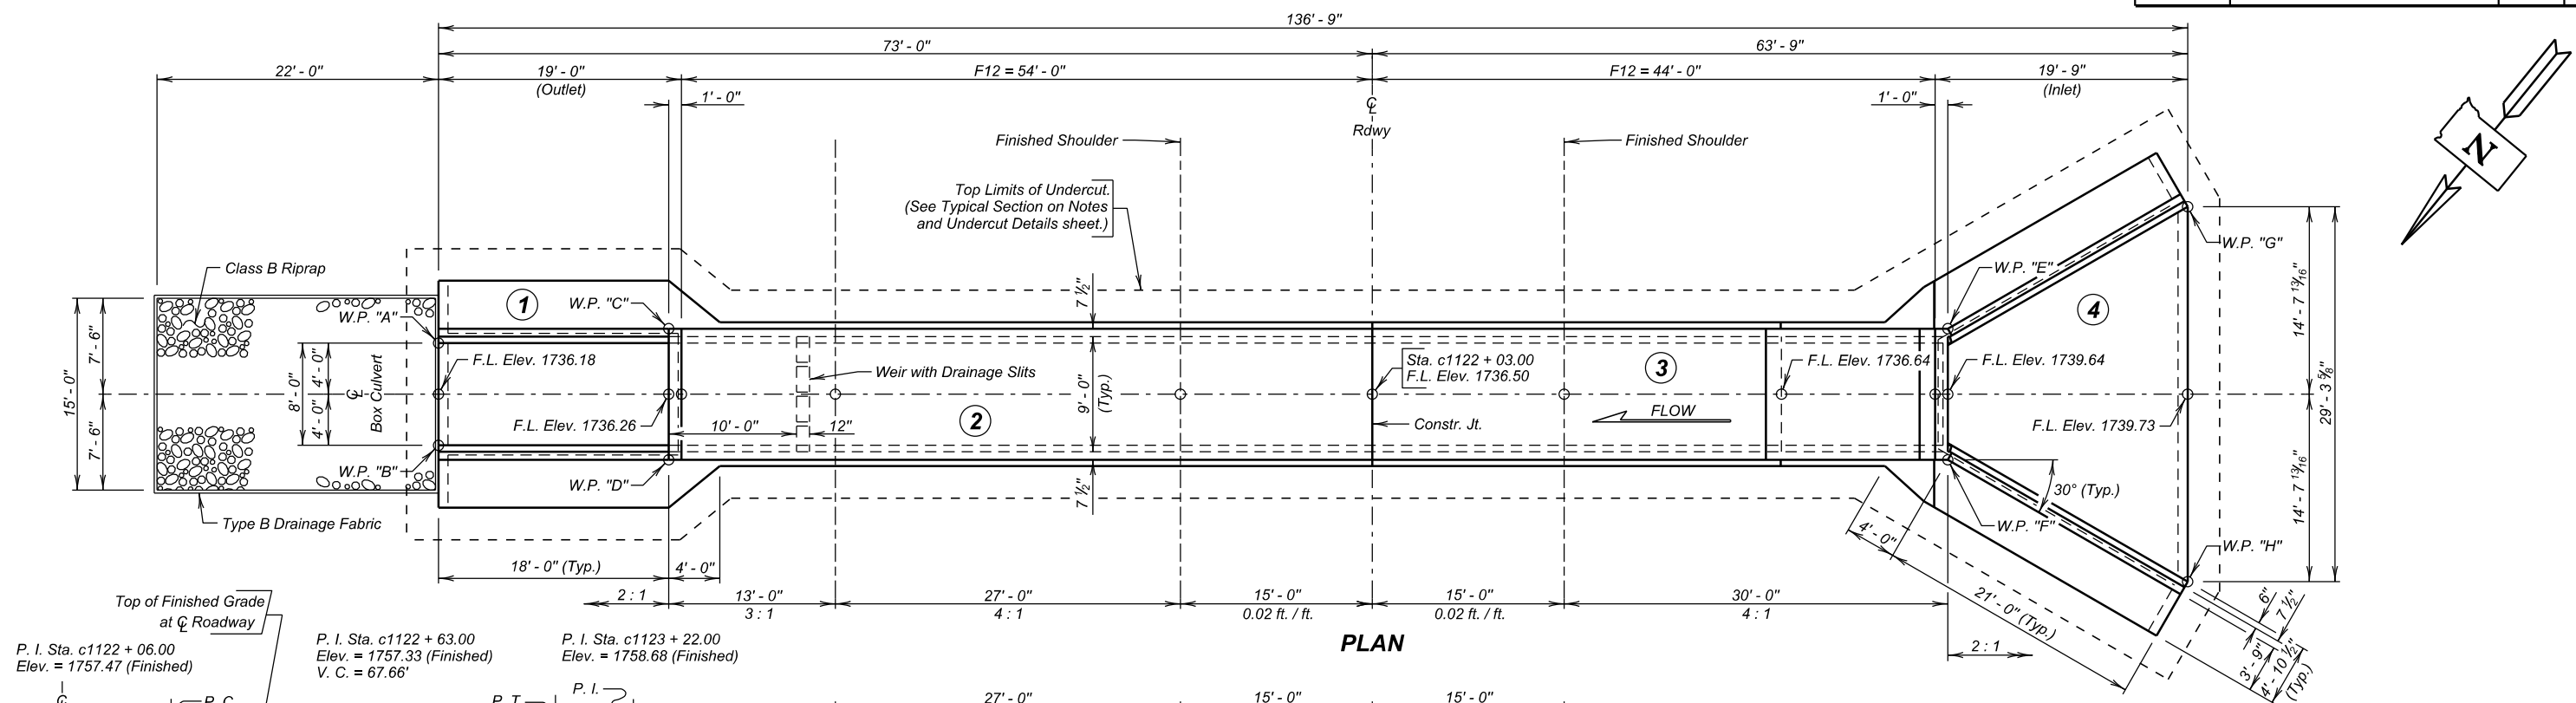 136' - 9"
73' - 0"
63' - 9"
22' - 0"
19' - 0"
(Outlet)
F12 = 54' - 0"
F12 = 44' - 0"
19' - 9"
(Inlet)
1' - 0"
℄
Rdwy
1' - 0"
Finished Shoulder
Finished Shoulder
N
Top Limits of Undercut.
(See Typical Section on Notes
and Undercut Details sheet.)
Class B Riprap
1
W.P. "C"
W.P. "A"
7 ½"
W.P. "E"
W.P. "G"
4
15' - 0"
7' - 6"
7' - 6"
8' - 0"
4' - 0"
4' - 0"
℄
Box Culvert
F.L. Elev. 1736.18
Weir with Drainage Slits
9' - 0"
(Typ.)
Sta. c1122 + 03.00
F.L. Elev. 1736.50
3
F.L. Elev. 1736.64
F.L. Elev. 1739.64
14' - 7 13/16"
29' - 3 5/8"
14' - 7 13/16"
F.L. Elev. 1736.26
10' - 0"
12"
2
Constr. Jt.
FLOW
F.L. Elev. 1739.73
W.P. "B"
W.P. "D"
7 ½"
30° (Typ.)
W.P. "F"
W.P. "H"
Type B Drainage Fabric
4' - 0"
18' - 0" (Typ.)
4' - 0"
21' - 0" (Typ.)
6"
7 ½"
3' - 9"
4' - 10 ½"
(Typ.)
2 : 1
13' - 0"
3 : 1
27' - 0"
4 : 1
15' - 0"
0.02 ft. / ft.
15' - 0"
0.02 ft. / ft.
30' - 0"
4 : 1
2 : 1
PLAN
Top of Finished Grade
at ℄ Roadway
P. I. Sta. c1122 + 06.00
Elev. = 1757.47 (Finished)
P. I. Sta. c1122 + 63.00
Elev. = 1757.33 (Finished)
V. C. = 67.66'
P. I. Sta. c1123 + 22.00
Elev. = 1758.68 (Finished)
℄
P. C.
P. T.
P. I.
27' - 0"
15' - 0"
15' - 0"